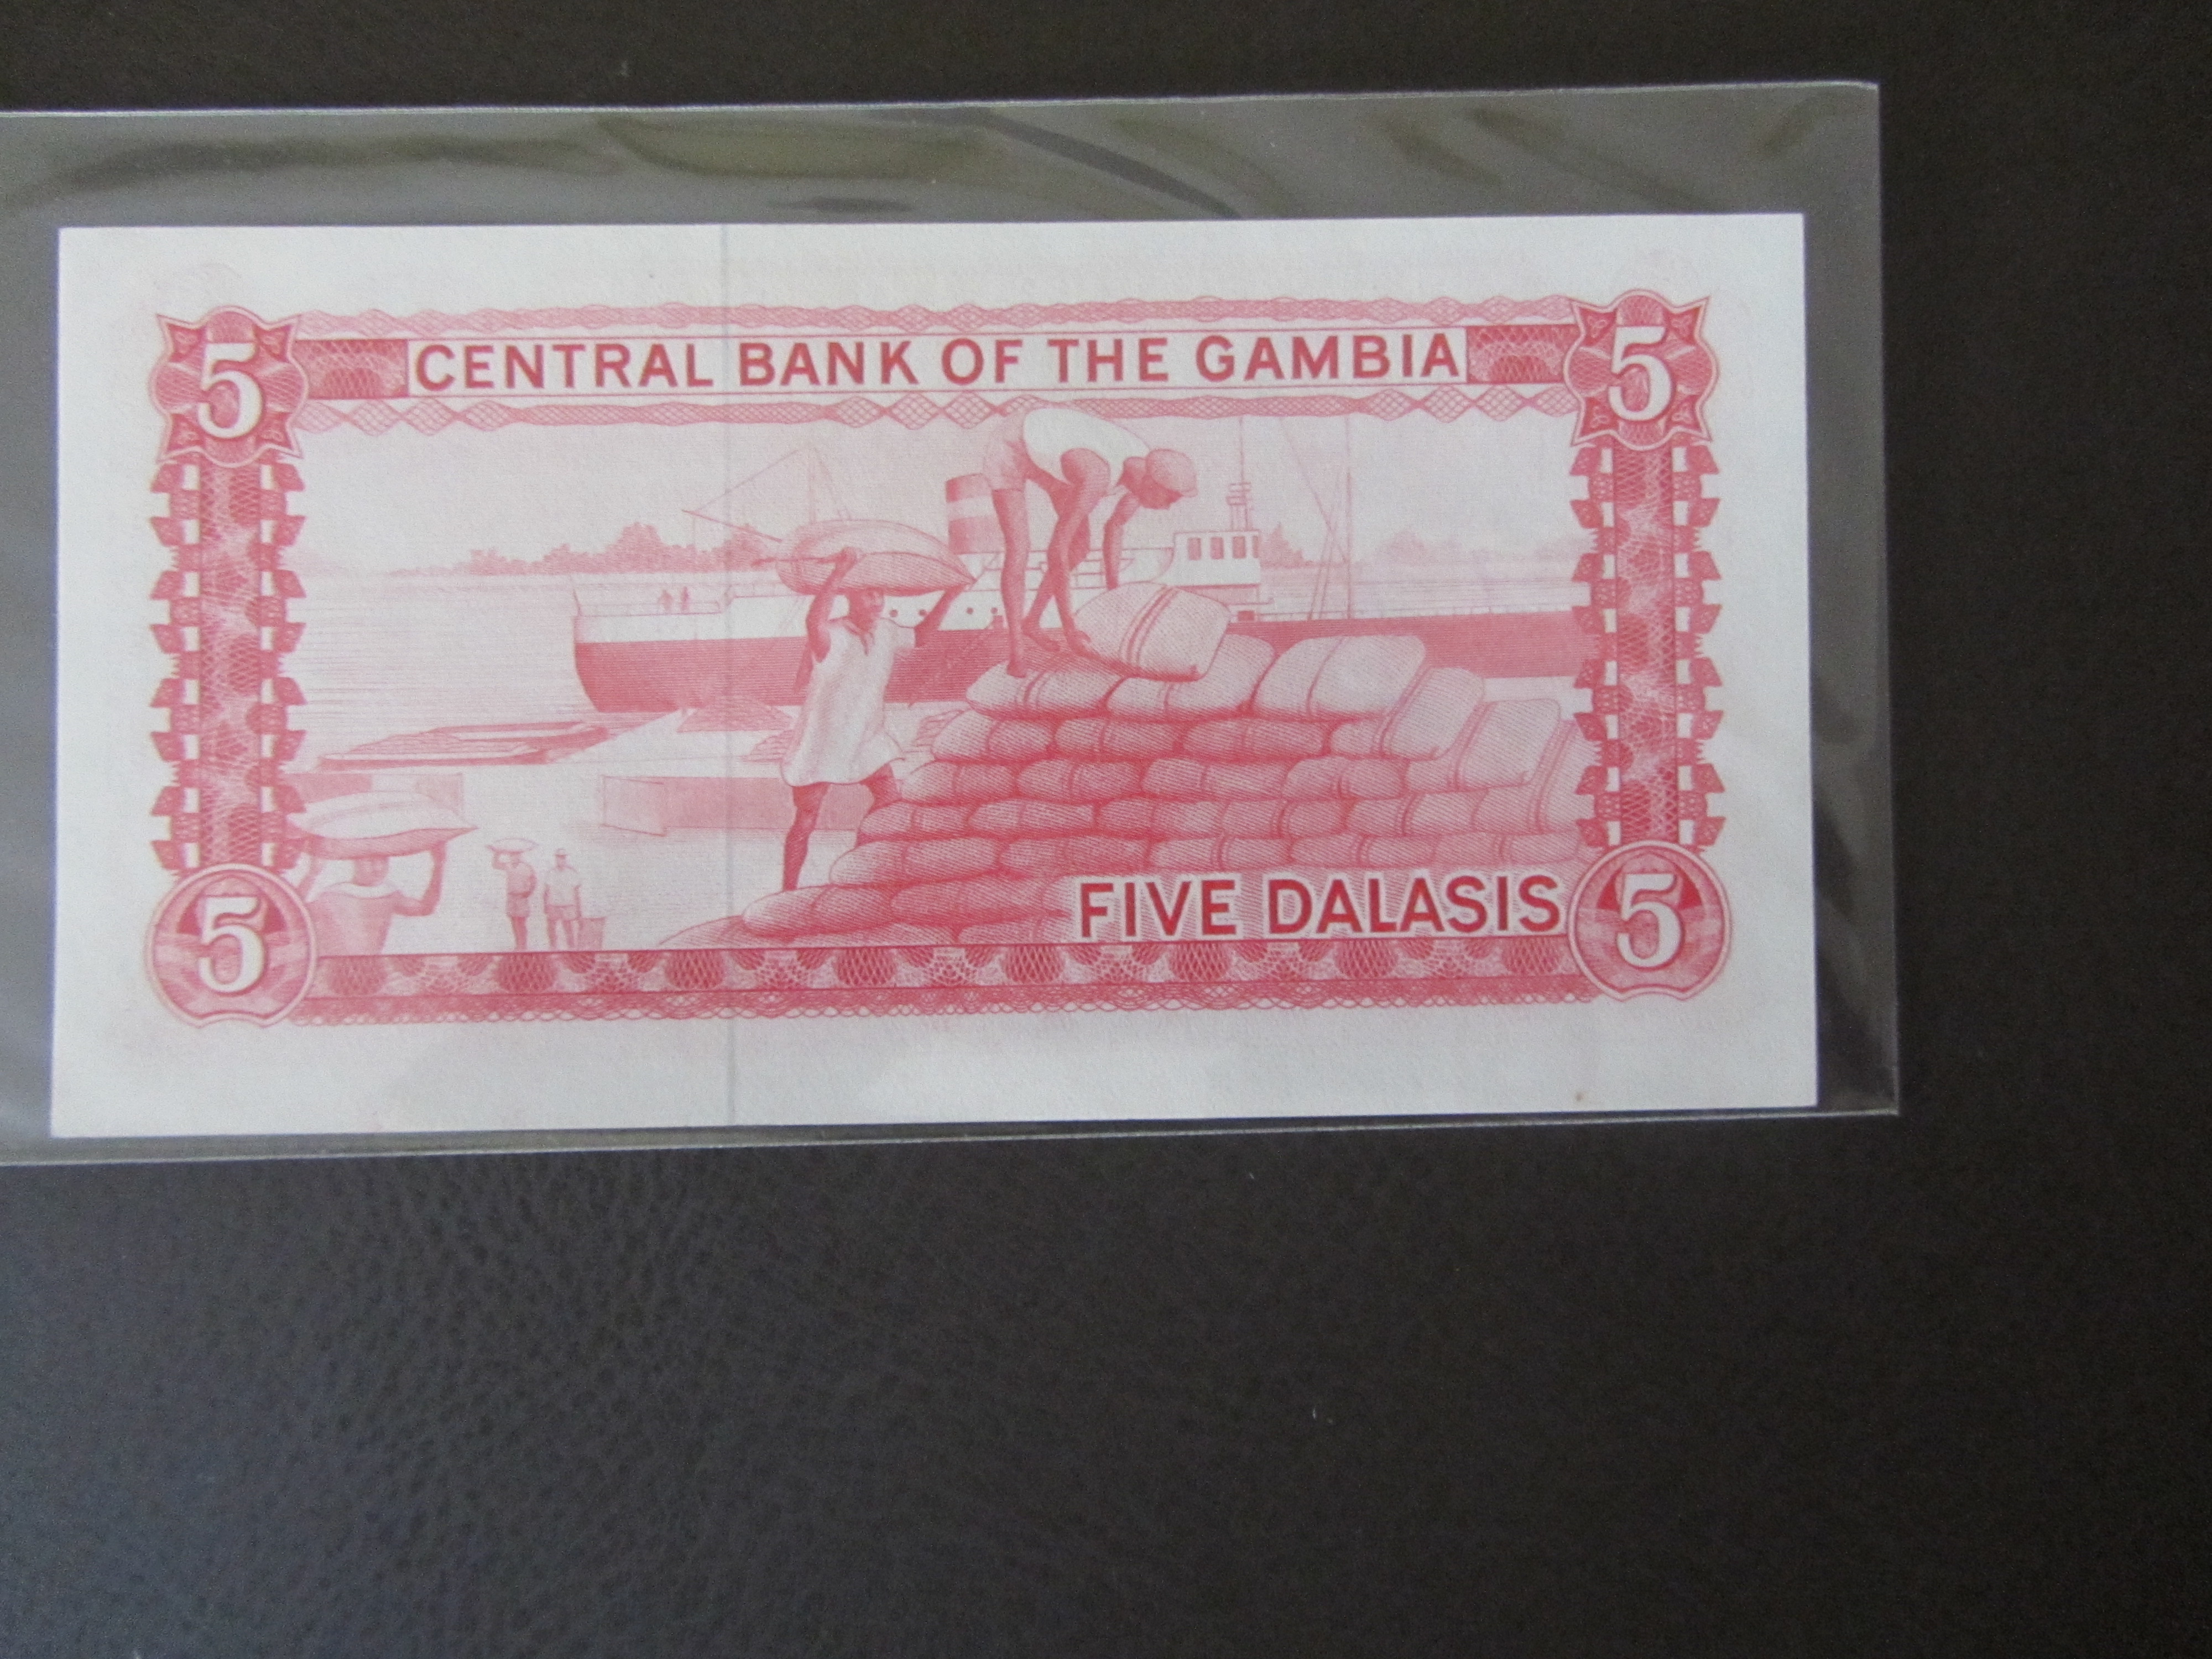 5 CENTRAL BANK OF THE GAMBIA 5
5 FIVE DALASIS 5